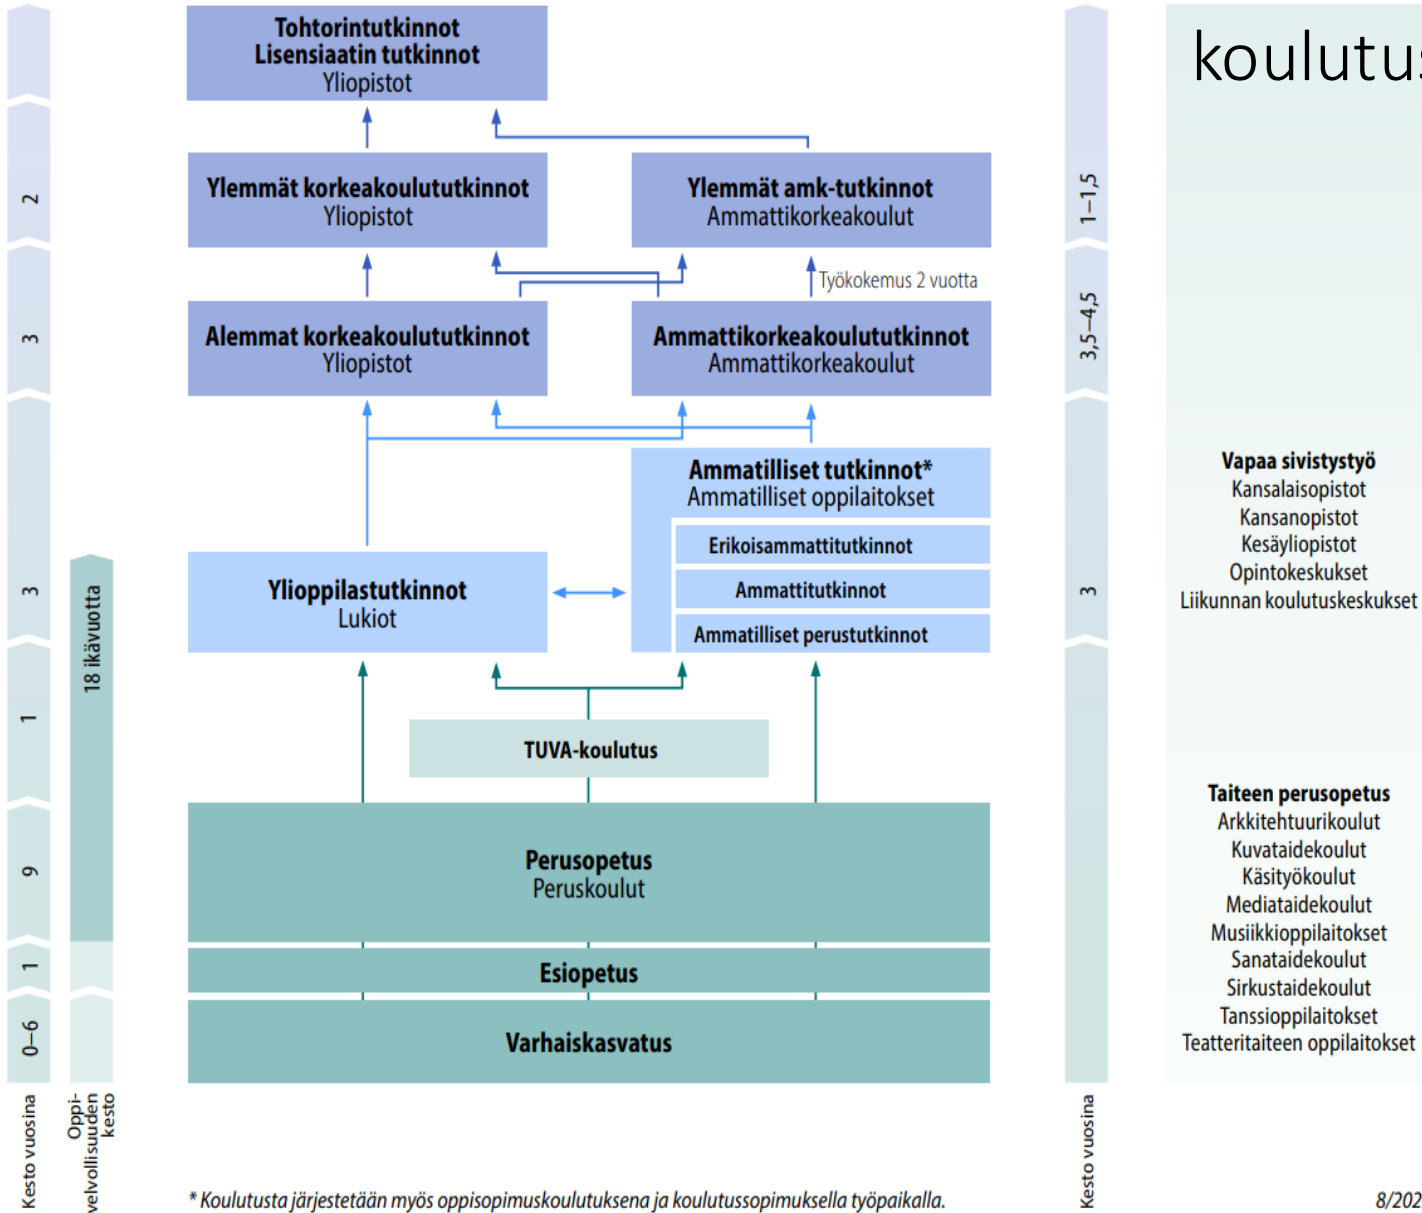 Tohtorintutkinnot
Lisensiaatin tutkinnot
Yliopistot
Ylemmät korkeakoulututkinnot
Yliopistot
Ylemmät amk-tutkinnot
Ammattikorkeakoulut
Työkokemus 2 vuotta
Alemmat korkeakoulututkinnot
Yliopistot
Ammattikorkeakoulututkinnot
Ammattikorkeakoulut
Ammatilliset tutkinnot*
Ammatilliset oppilaitokset
Erikoisammattitutkinnot
Ammattitutkinnot
Ammatilliset perustutkinnot
Ylioppilastutkinnot
Lukiot
TUVA-koulutus
Perusopetus
Peruskoulut
Esiopetus
Varhaiskasvatus
2
3
3
1
9
1
0–6
Kesto vuosina
18 ikävuotta
Oppi-
velvollisuuden
kesto
1–1,5
3,5–4,5
3
Kesto vuosina
koulutus
Vapaa sivistystyö
Kansalaisopistot
Kansanopistot
Kesäyliopistot
Opintokeskukset
Liikunnan koulutuskeskukset
Taiteen perusopetus
Arkkitehtuurikoulut
Kuvataidekoulut
Käsityökoulut
Mediataidekoulut
Musiikkioppilaitokset
Sanataidekoulut
Sirkustaidekoulut
Tanssioppilaitokset
Teatteritaiteen oppilaitokset
* Koulutusta järjestetään myös oppisopimuskoulutuksena ja koulutussopimuksella työpaikalla.
8/202